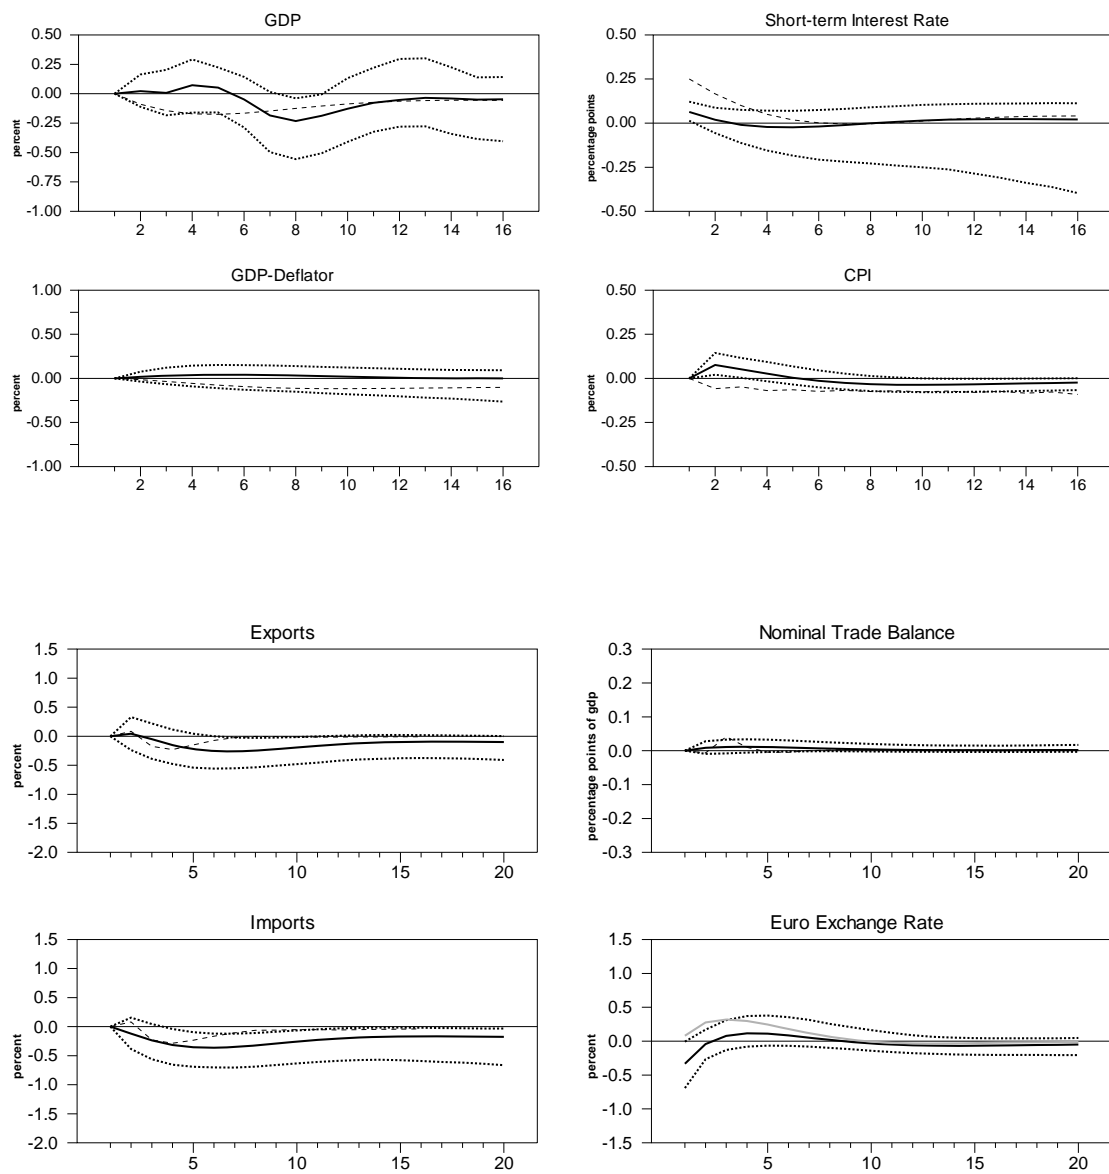 GDP
0.50
0.25
0.00
-0.25
-0.50
-0.75
-1.00
percent
2 4 6 8 10 12 14 16
Short-term Interest Rate
0.50
0.25
0.00
-0.25
-0.50
percentage points
2 4 6 8 10 12 14 16
GDP-Deflator
1.00
0.50
0.00
-0.50
-1.00
percent
2 4 6 8 10 12 14 16
CPI
0.50
0.25
0.00
-0.25
-0.50
percent
2 4 6 8 10 12 14 16
Exports
1.5
1.0
0.5
0.0
-0.5
-1.0
-1.5
-2.0
percent
5 10 15 20
Nominal Trade Balance
0.3
0.2
0.1
0.0
-0.1
-0.2
-0.3
percentage points of gdp
5 10 15 20
Imports
1.5
1.0
0.5
0.0
-0.5
-1.0
-1.5
-2.0
percent
5 10 15 20
Euro Exchange Rate
1.5
1.0
0.5
0.0
-0.5
-1.0
-1.5
percent
5 10 15 20